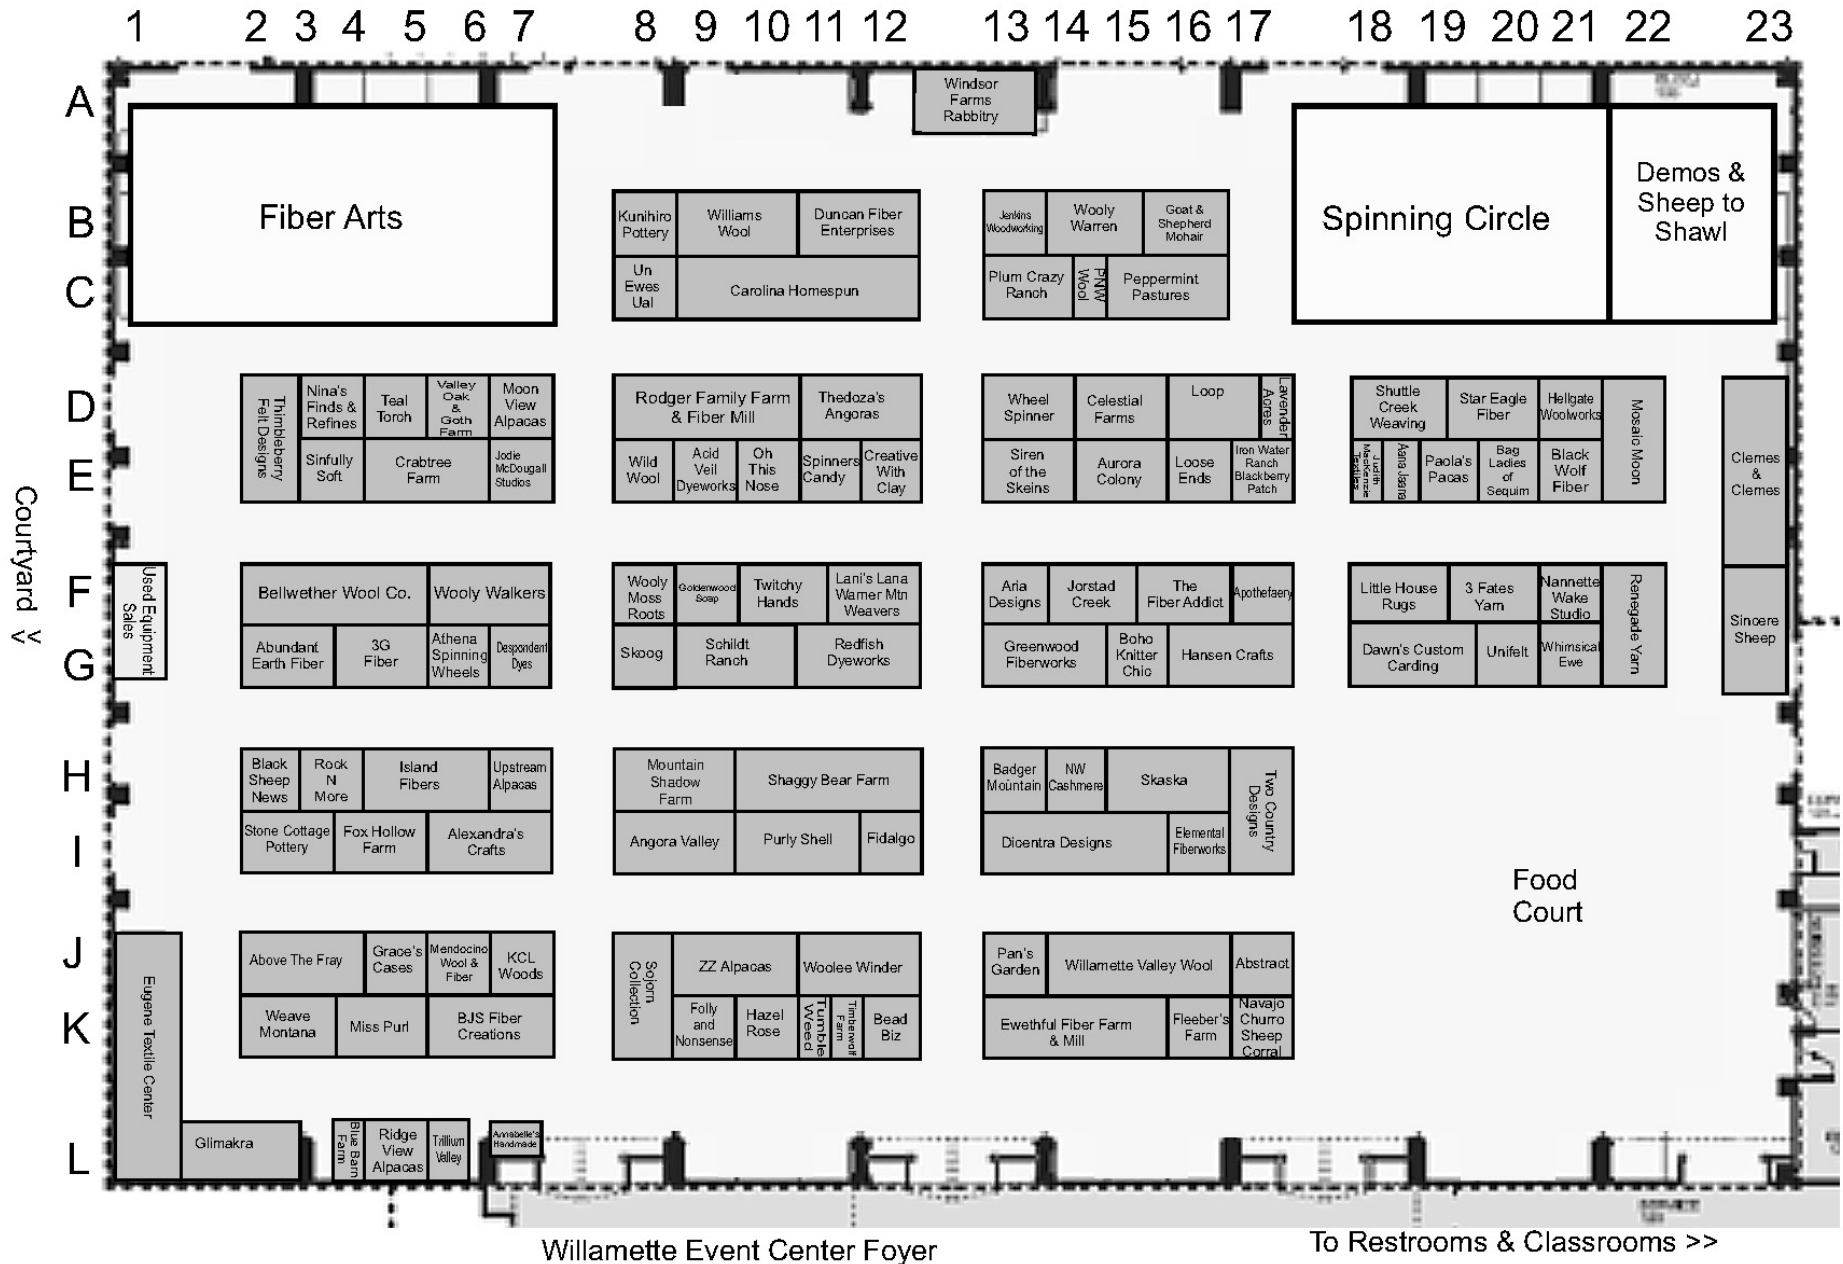 1 2 3 4 5 6 7 8 9 10 11 12 13 14 15 16 17 18 19 20 21 22 23
A
Windsor
Farms
Rabbitry
Fiber Arts
Spinning Circle
Demos &
Sheep to
Shawl
B
Kunihiro
Pottery
Williams
Wool
Duncan Fiber
Enterprises
Jenkins
Woodworking
Wooly
Warren
Goat &
Shepherd
Mohair
C
Un
Ewes
Ual
Carolina Homespun
Plum Crazy
Ranch
PNW
Wool
Peppermint
Pastures
D
Thimbleberry
Felt Designs
Nina's
Finds &
Refines
Teal
Torch
Valley
Oak
&
Goth
Farm
Moon
View
Alpacas
Rodger Family Farm
& Fiber Mill
Thedoza's
Angoras
Wheel
Spinner
Celestial
Farms
Loop
Lavender
Acres
Shuttle
Creek
Weaving
Star Eagle
Fiber
Hellgate
Woolworks
Mosaic Moon
Clemes
&
Clemes
E
Sinfully
Soft
Crabtree
Farm
Jodie
McDougall
Studios
Wild
Wool
Acid
Veil
Dyeworks
Oh
This
Nose
Spinners
Candy
Creative
With
Clay
Siren
of the
Skeins
Aurora
Colony
Loose
Ends
Iron Water
Ranch
Blackberry
Patch
Judith
MacKenzie
Textiles
Aana Jaana
Paola's
Pacas
Bag
Ladies
of
Sequim
Black
Wolf
Fiber
Courtyard >>
Used Equipment
Sales
F
Bellwether Wool Co.
Wooly Walkers
Wooly
Moss
Roots
Goldenwood
Soap
Twitchy
Hands
Lani's Lana
Warner Mtn
Weavers
Aria
Designs
Jorstad
Creek
The
Fiber Addict
Apothefaery
Little House
Rugs
3 Fates
Yarn
Nannette
Wake
Studio
Renegade Yarn
Sincere
Sheep
G
Abundant
Earth Fiber
3G
Fiber
Athena
Spinning
Wheels
Despondent
Dyes
Skoog
Schildt
Ranch
Redfish
Dyeworks
Greenwood
Fiberworks
Boho
Knitter
Chic
Hansen Crafts
Dawn's Custom
Carding
Unifelt
Whimsical
Ewe
H
Black
Sheep
News
Rock
N
More
Island
Fibers
Upstream
Alpacas
Mountain
Shadow
Farm
Shaggy Bear Farm
Badger
Mountain
NW
Cashmere
Skaska
Two Country
Designs
I
Stone Cottage
Pottery
Fox Hollow
Farm
Alexandra's
Crafts
Angora Valley
Purly Shell
Fidalgo
Dicentra Designs
Elemental
Fiberworks
Food
Court
J
Eugene Textile Center
Above The Fray
Grace's
Cases
Mendocino
Wool &
Fiber
KCL
Woods
Sojorn
Collection
ZZ Alpacas
Woolee Winder
Pan's
Garden
Willamette Valley Wool
Abstract
K
Weave
Montana
Miss Purl
BJS Fiber
Creations
Folly
and
Nonsense
Hazel
Rose
Tumble
Weed
Timberwolf
Farm
Bead
Biz
Ewethful Fiber Farm
& Mill
Fleeber's
Farm
Navajo
Churro
Sheep
Corral
L
Glimakra
Blue Barn
Farm
Ridge
View
Alpacas
Trillium
Valley
Annabelle's
Handmade
Willamette Event Center Foyer
To Restrooms & Classrooms >>